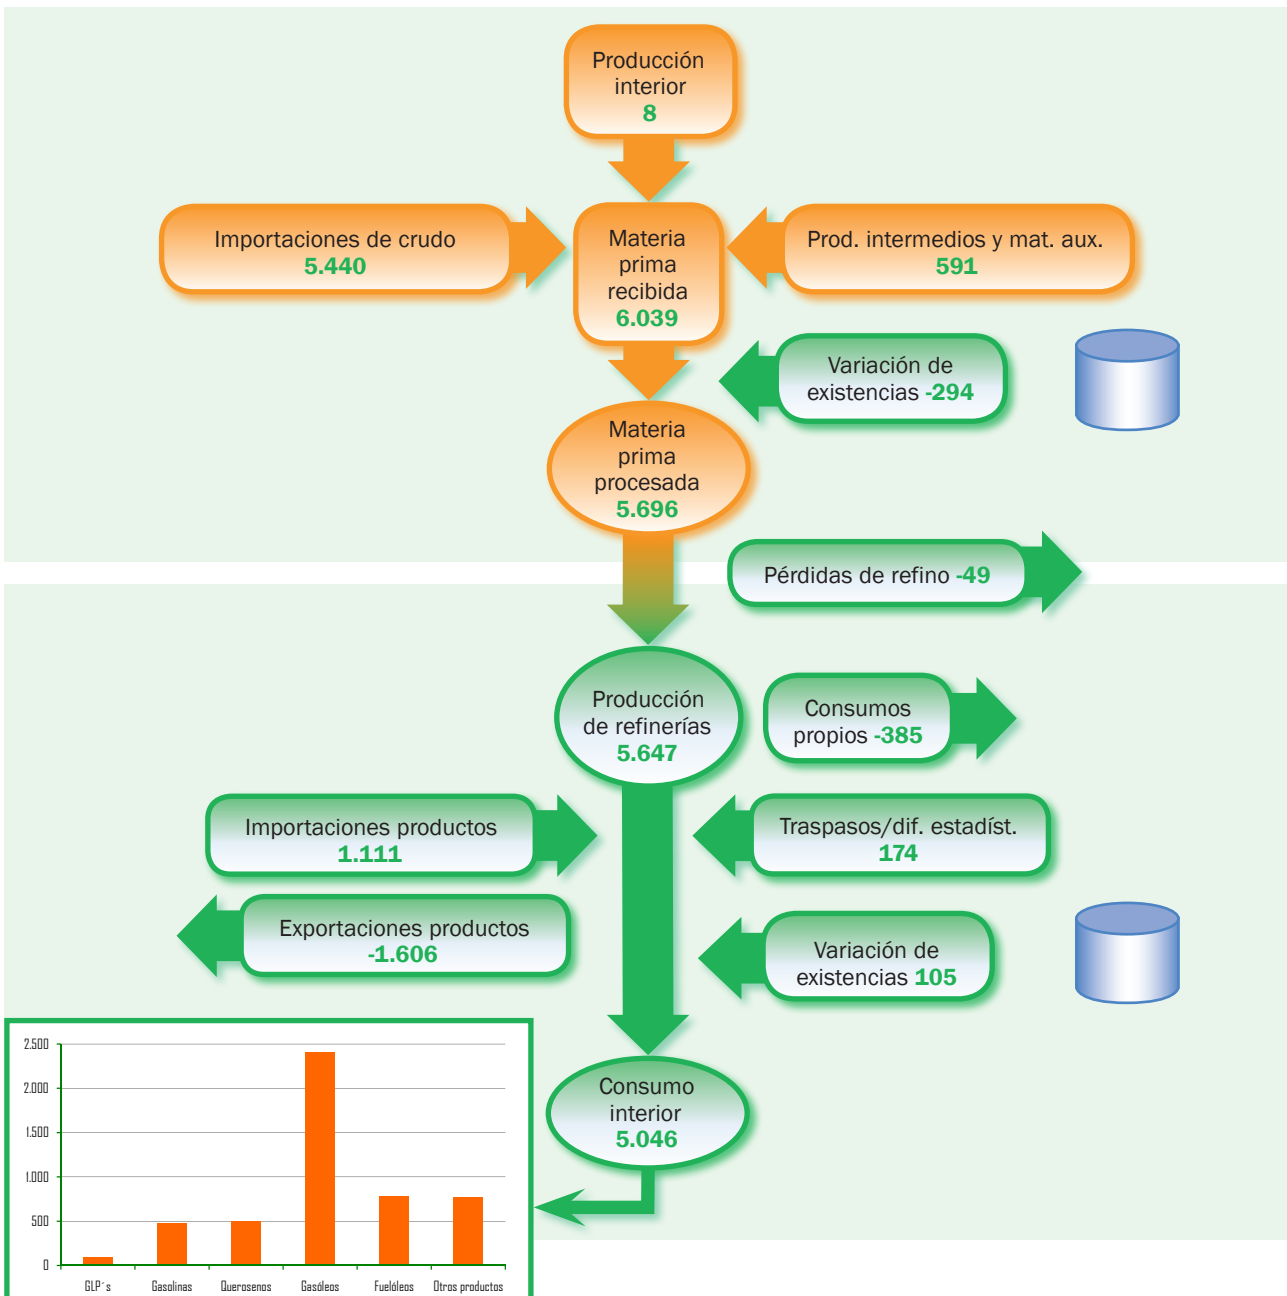 Producción
interior
8
Importaciones de crudo
5.440
Materia
prima
recibida
6.039
Prod. intermedios y mat. aux.
591
Variación de
existencias -294
Materia
prima
procesada
5.696
Pérdidas de refino -49
Producción
de refinerías
5.647
Consumos
propios -385
Importaciones productos
1.111
Traspasos/dif. estadíst.
174
Exportaciones productos
-1.606
Variación de
existencias 105
Consumo
interior
5.046
2.500
2.000
1.500
1.000
500
0
GLP´s Gasolinas Querosenos Gasóleos Fuelóleos Otros productos